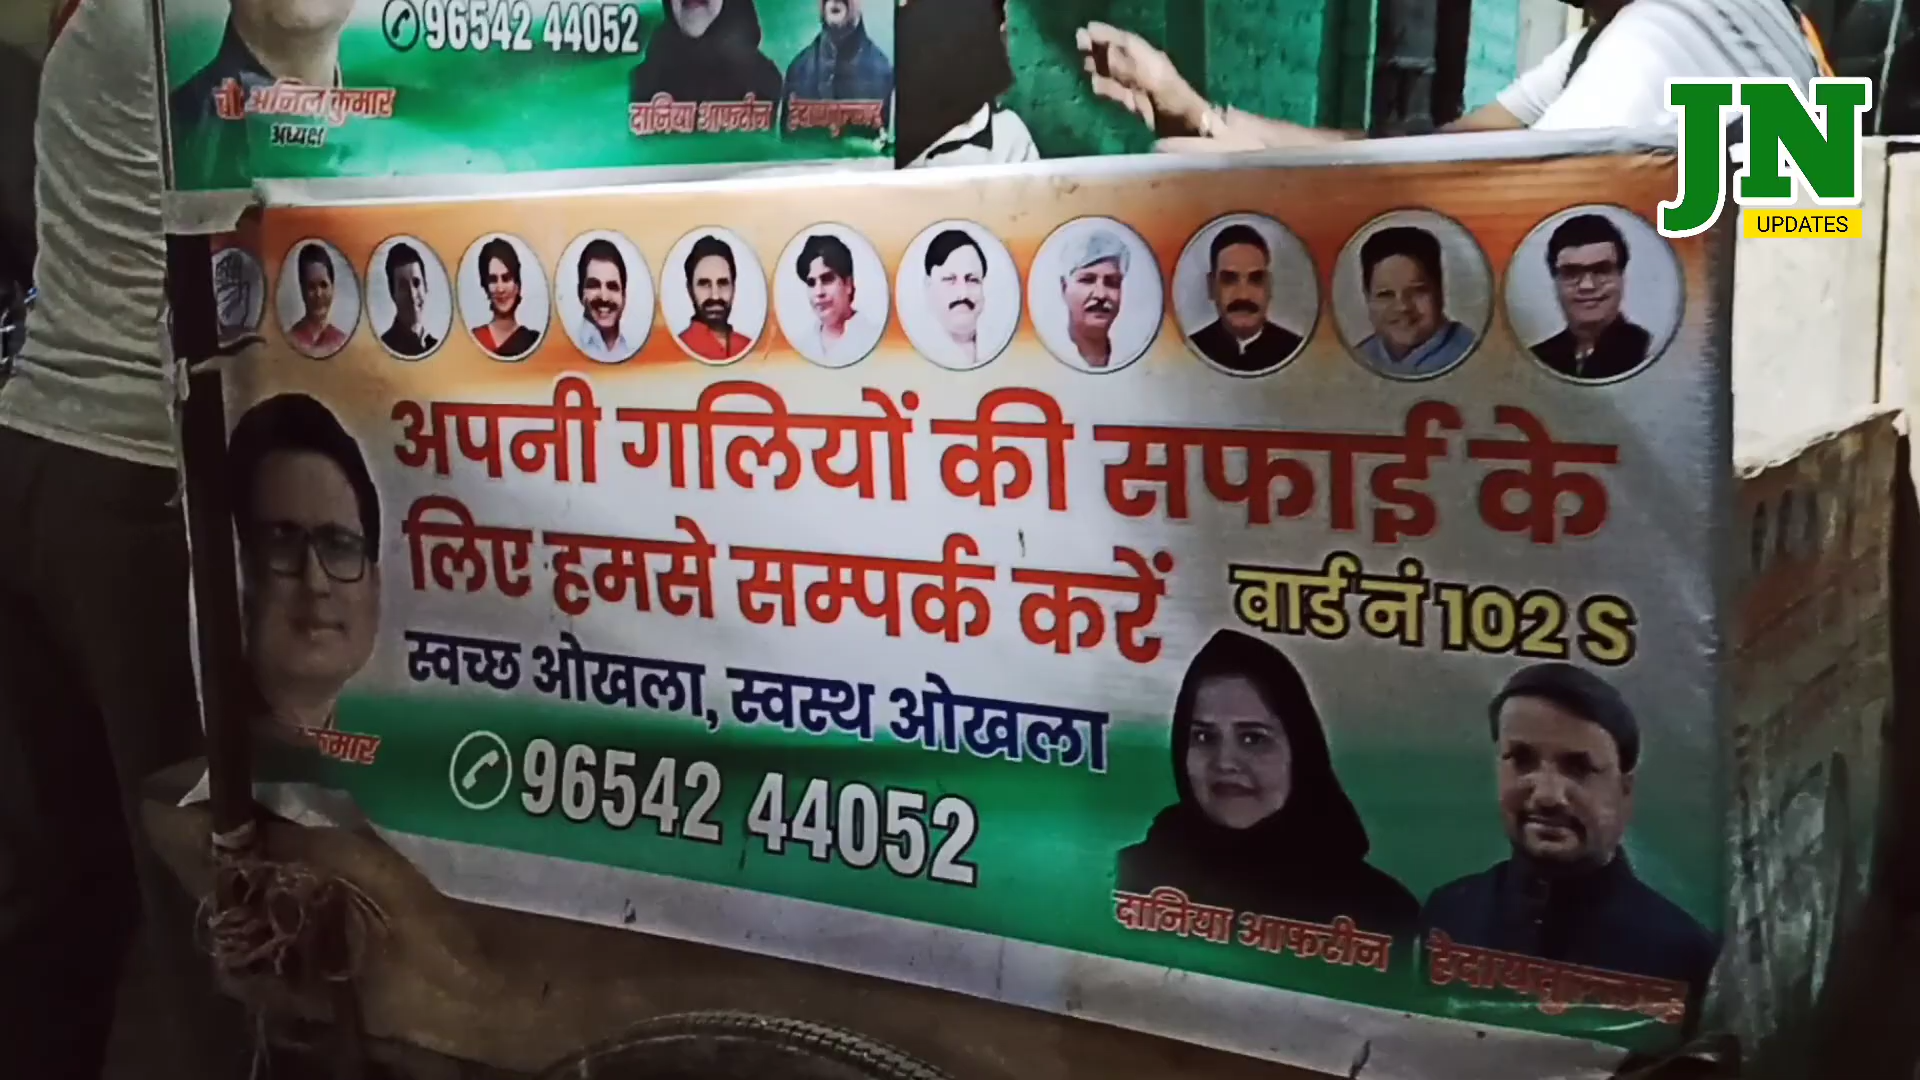 96542 44052
चौ. अनिल कुमार
अध्यक्ष
दानिया आफरीन
JN
UPDATES
अपनी गलियों की सफाई के
लिए हमसे सम्पर्क करें
वार्ड नं 102 S
स्वच्छ ओखला, स्वस्थ ओखला
कुमार
96542 44052
दानिया आफरीन